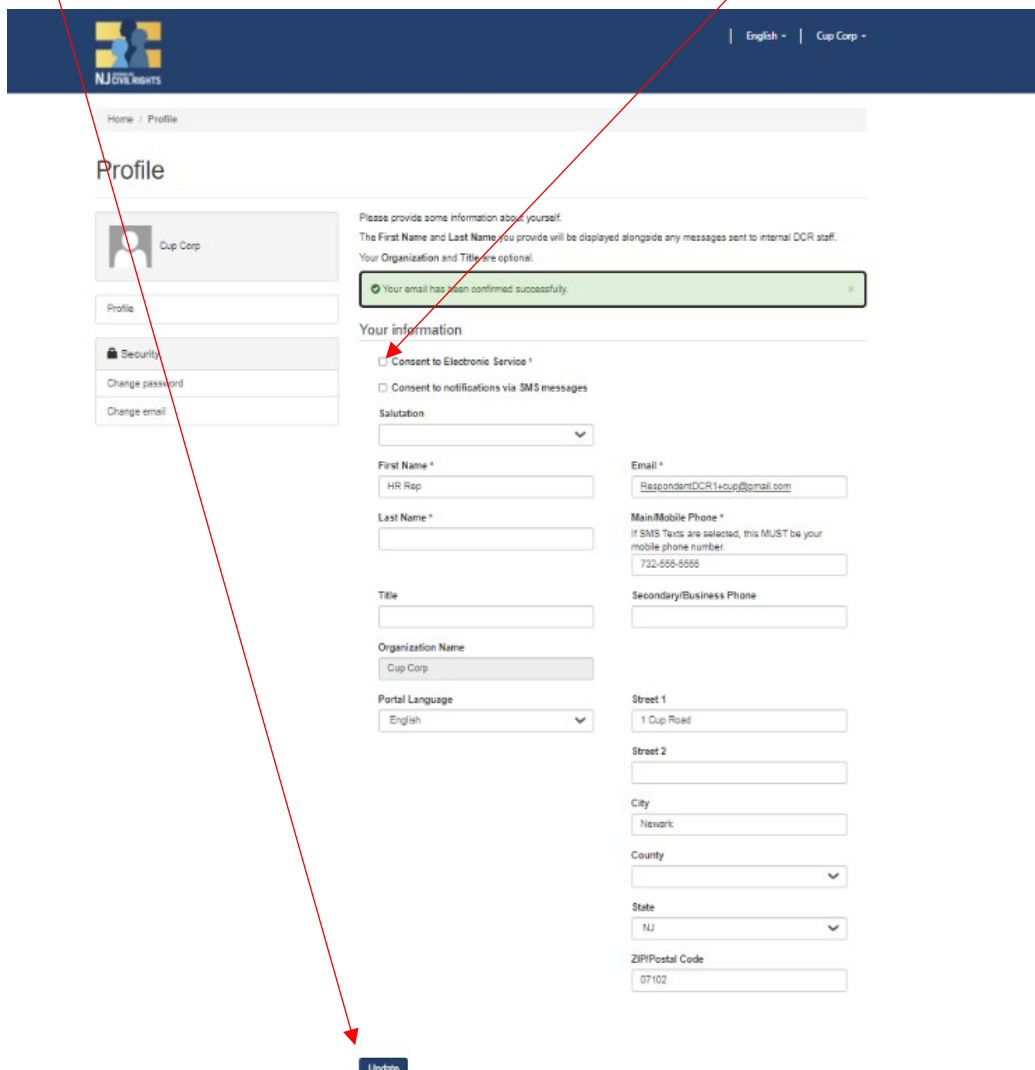 English
Cup Corp
NJ DIVISION ON CIVIL RIGHTS
Home / Profile
Profile
Cup Corp
Profile
Security
Change password
Change email
Please provide some information about yourself.
The First Name and Last Name you provide will be displayed alongside any messages sent to internal DCR staff.
Your Organization and Title are optional.
Your email has been confirmed successfully. ×
Your information
Consent to Electronic Service *
Consent to notifications via SMS messages
Salutation
First Name *
HR Rep
Email *
RespondentDCR1+cup@gmail.com
Last Name *
Main/Mobile Phone *
If SMS Texts are selected, this MUST be your
mobile phone number.
732-555-5555
Title
Secondary/Business Phone
Organization Name
Cup Corp
Portal Language
English
Street 1
1 Cup Road
Street 2
City
Newark
County
State
NJ
ZIP/Postal Code
07102
Update